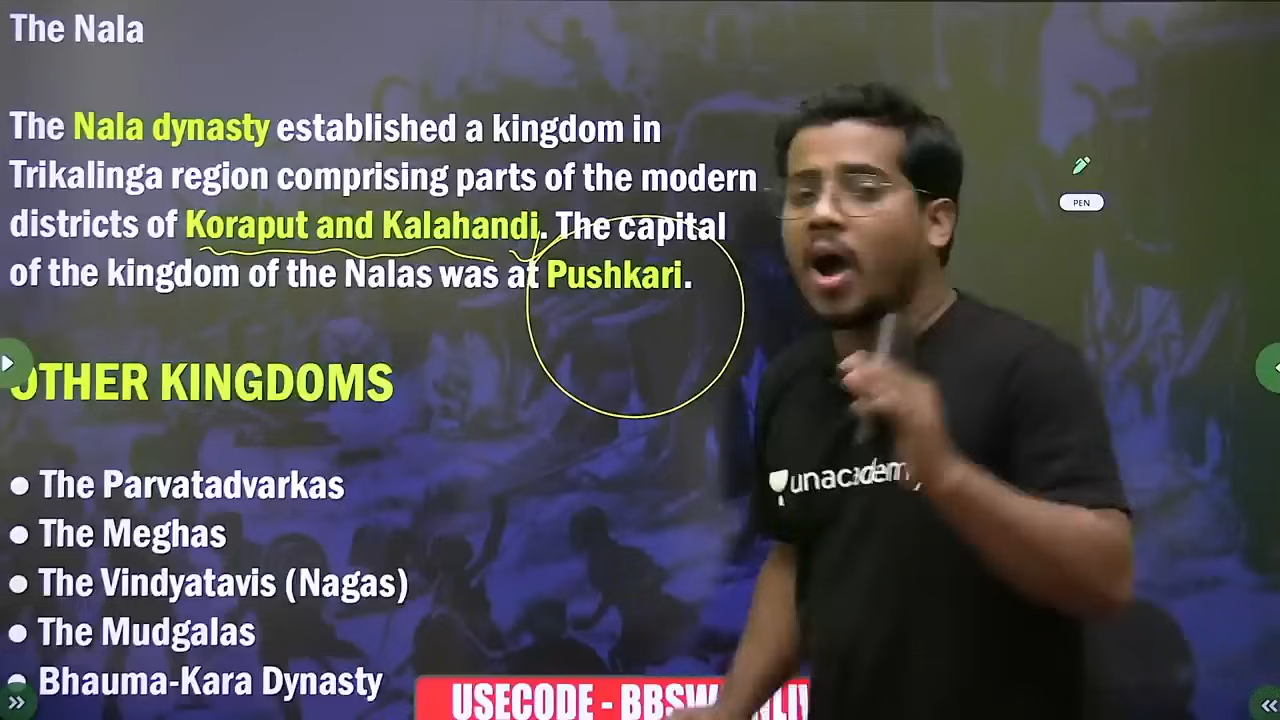 The Nala
The Nala dynasty established a kingdom in
Trikalinga region comprising parts of the modern
districts of Koraput and Kalahandi. The capital
of the kingdom of the Nalas was at Pushkari.
OTHER KINGDOMS
• The Parvatadvarkas
• The Meghas
• The Vindyatavis (Nagas)
• The Mudgalas
• Bhauma-Kara Dynasty
PEN
unacademy
USECODE -